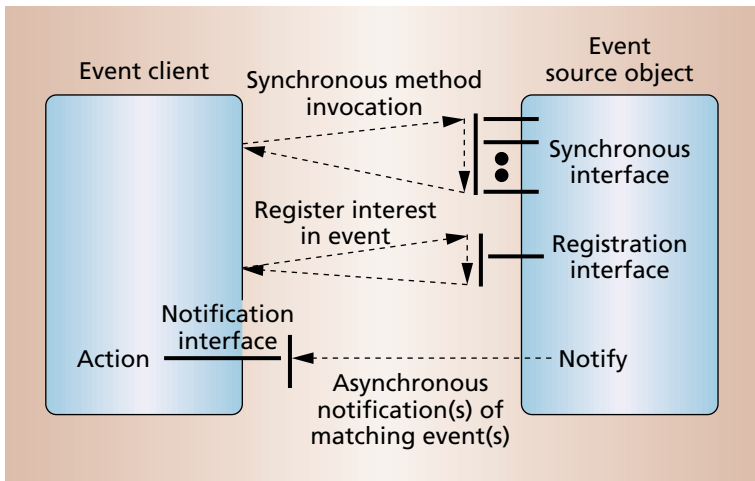 Event client
Event
source object
Synchronous method
invocation
Synchronous
interface
Register interest
in event
Registration
interface
Notification
interface
Action
Notify
Asynchronous
notification(s) of
matching event(s)